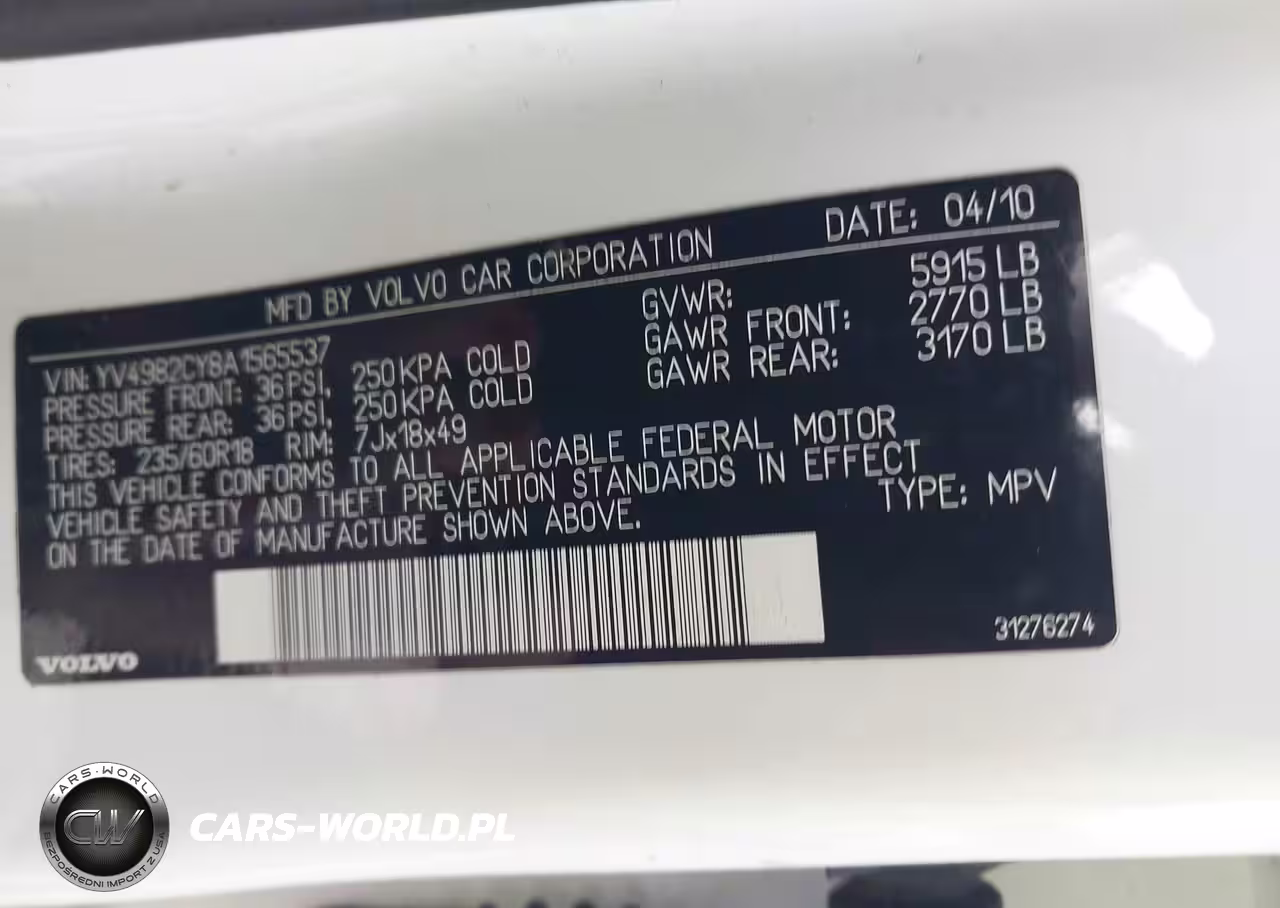 MFD BY VOLVO CAR CORPORATION DATE: 04/10
VIN: YV4982CY8A1565537 GVWR: 5915 LB
PRESSURE FRONT: 36PSI, 250KPA COLD GAWR FRONT: 2770 LB
PRESSURE REAR: 36PSI, 250KPA COLD GAWR REAR: 3170 LB
TIRES: 235/60R18 RIM: 7Jx18x49
THIS VEHICLE CONFORMS TO ALL APPLICABLE FEDERAL MOTOR
VEHICLE SAFETY AND THEFT PREVENTION STANDARDS IN EFFECT
ON THE DATE OF MANUFACTURE SHOWN ABOVE. TYPE: MPV
31276274
VOLVO
CARS-WORLD
CW
BEZPOŚREDNI IMPORT Z USA
CARS-WORLD.PL